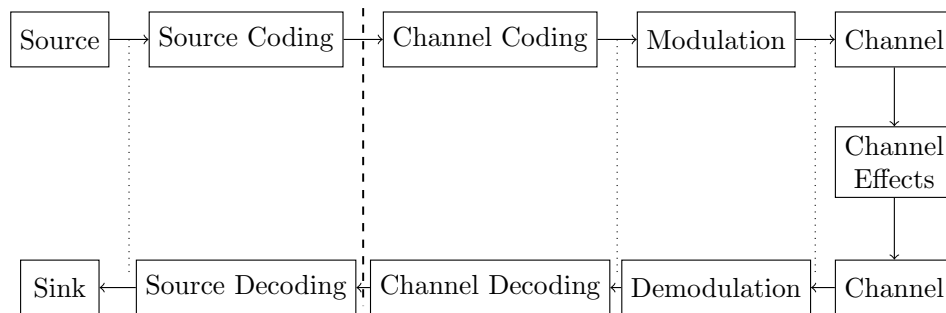 Source
Source Coding
Channel Coding
Modulation
Channel
Channel
Effects
Sink
Source Decoding
Channel Decoding
Demodulation
Channel